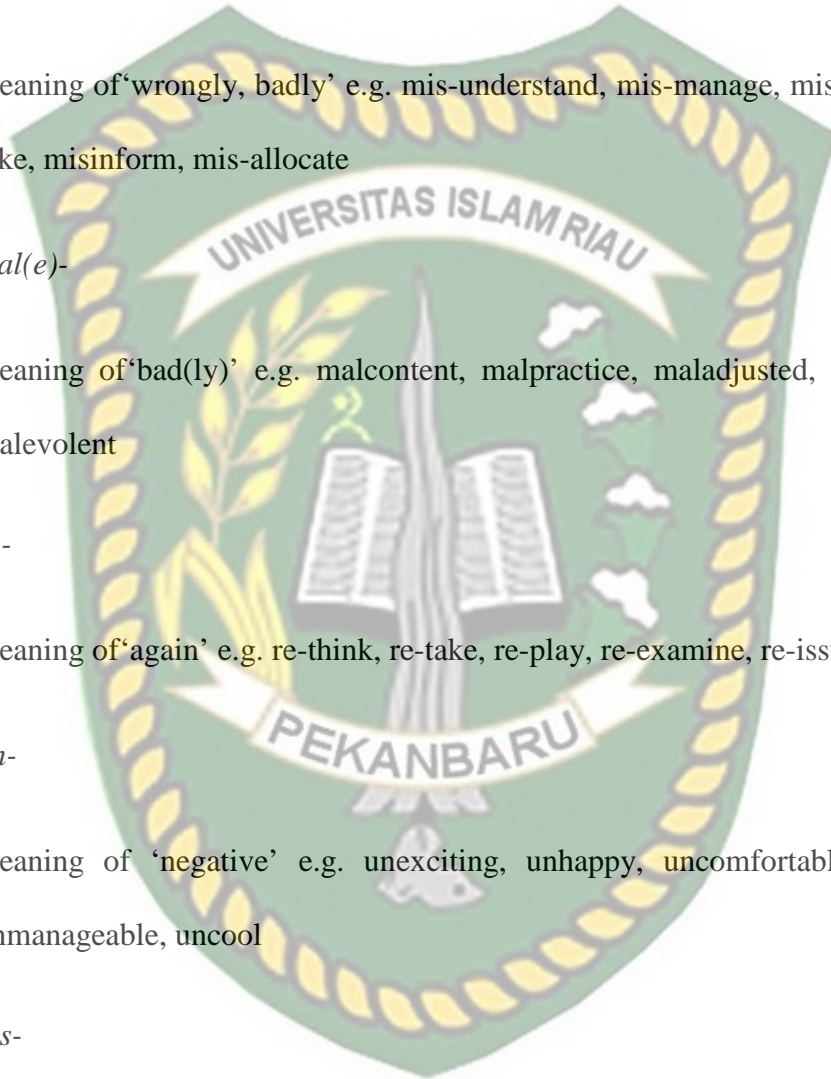 eaning of‘wrongly, badly’ e.g. mis-understand, mis-manage, mis
ke, misinform, mis-allocate
UNIVERSITAS ISLAM RIAU
al(e)-
eaning of‘bad(ly)’ e.g. malcontent, malpractice, maladjusted,
alevolent
-
eaning of‘again’ e.g. re-think, re-take, re-play, re-examine, re-iss
PEKANBARU
n-
eaning of ‘negative’ e.g. unexciting, unhappy, uncomfortabl
nmanageable, uncool
s-